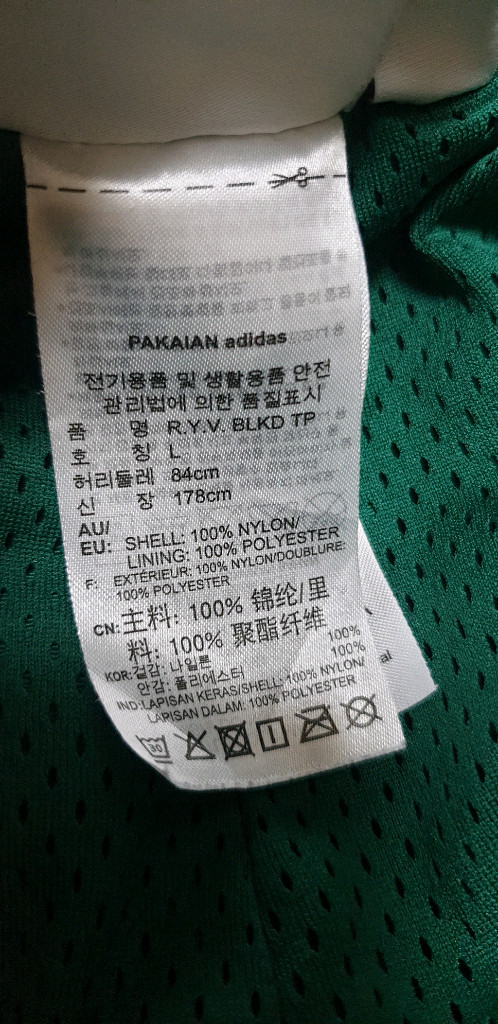 PAKAIAN adidas
전기용품 및 생활용품 안전
관리법에 의한 품질표시
품 명 R.Y.V. BLKD TP
호 칭 L
허리둘레 84cm
신 장 178cm
AU/
EU: SHELL: 100% NYLON/
LINING: 100% POLYESTER
F: EXTÉRIEUR: 100% NYLON/DOUBLURE:
100% POLYESTER
CN: 主料: 100% 锦纶/里
料: 100% 聚酯纤维
KOR: 겉감: 나일론 100%
안감: 폴리에스터 100%
IND: LAPISAN KERAS/SHELL: 100% NYLON/
LAPISAN DALAM: 100% POLYESTER
30
al